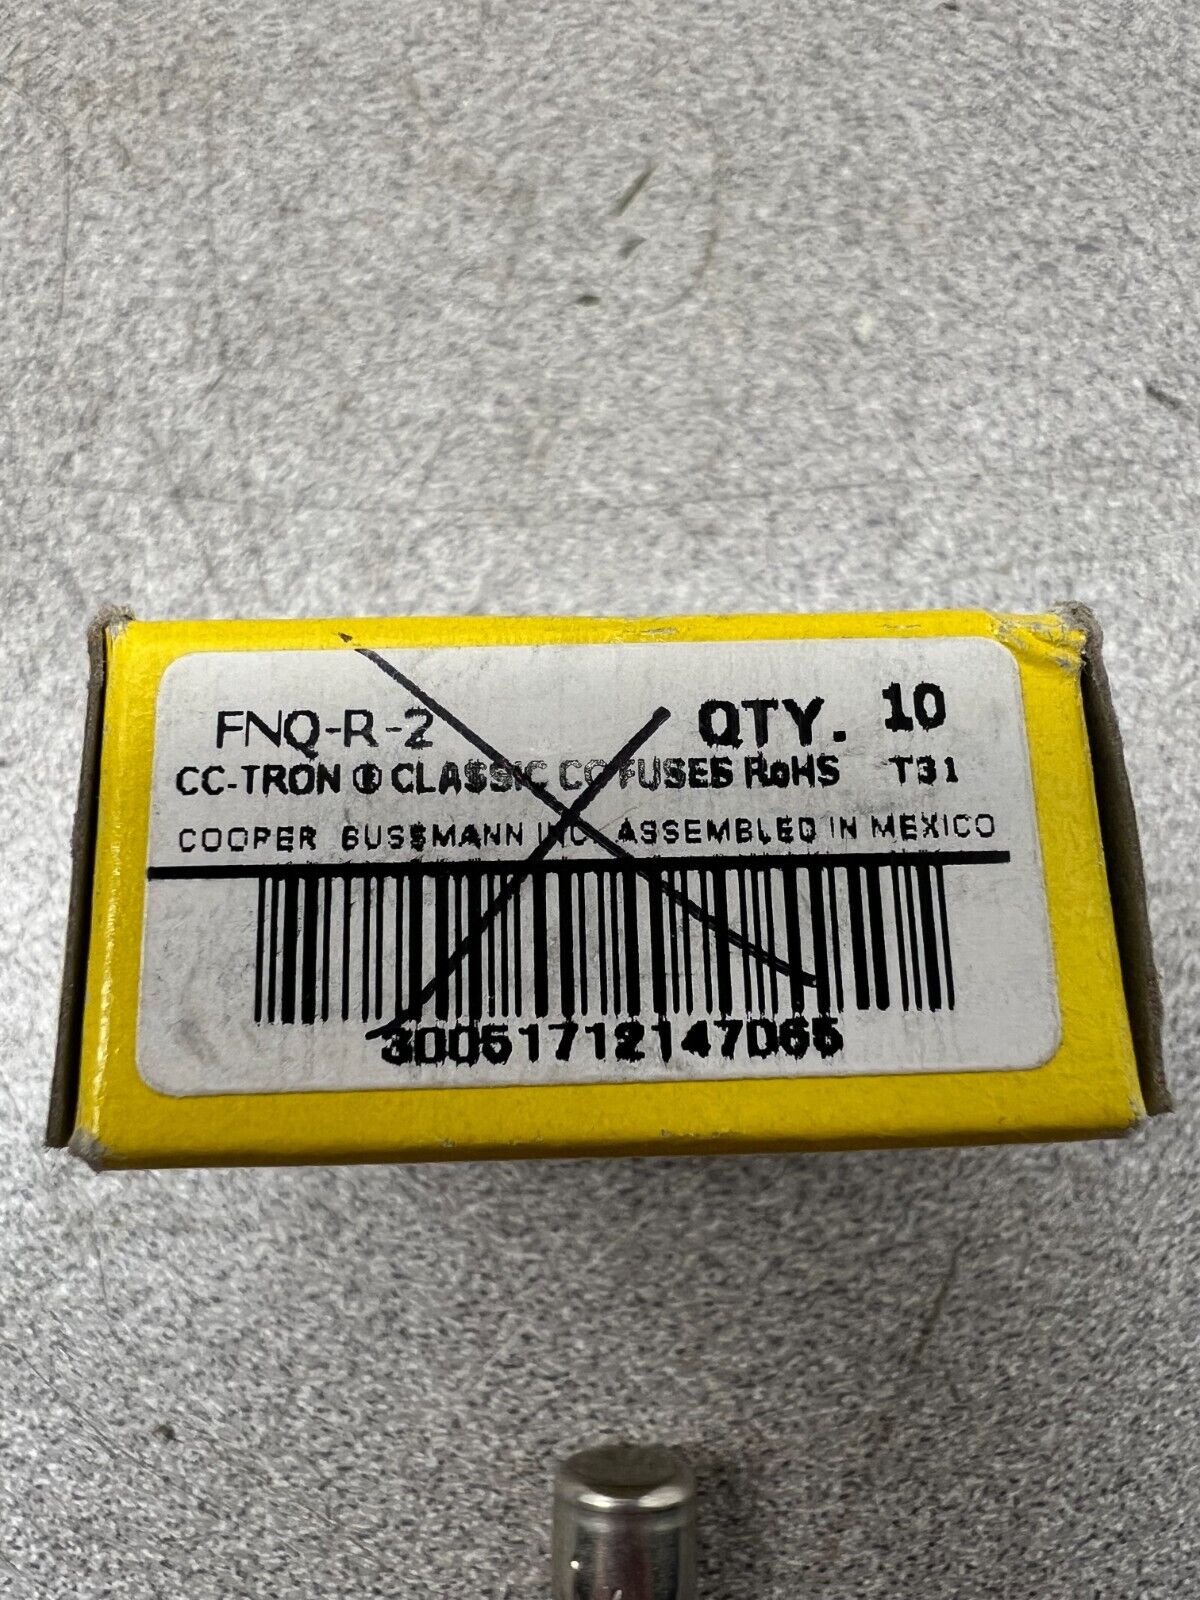 FNQ-R-2 QTY. 10
CC-TRON ® CLASSIC CC FUSES RoHS T31
COOPER BUSSMANN INC. ASSEMBLED IN MEXICO
30051712147065